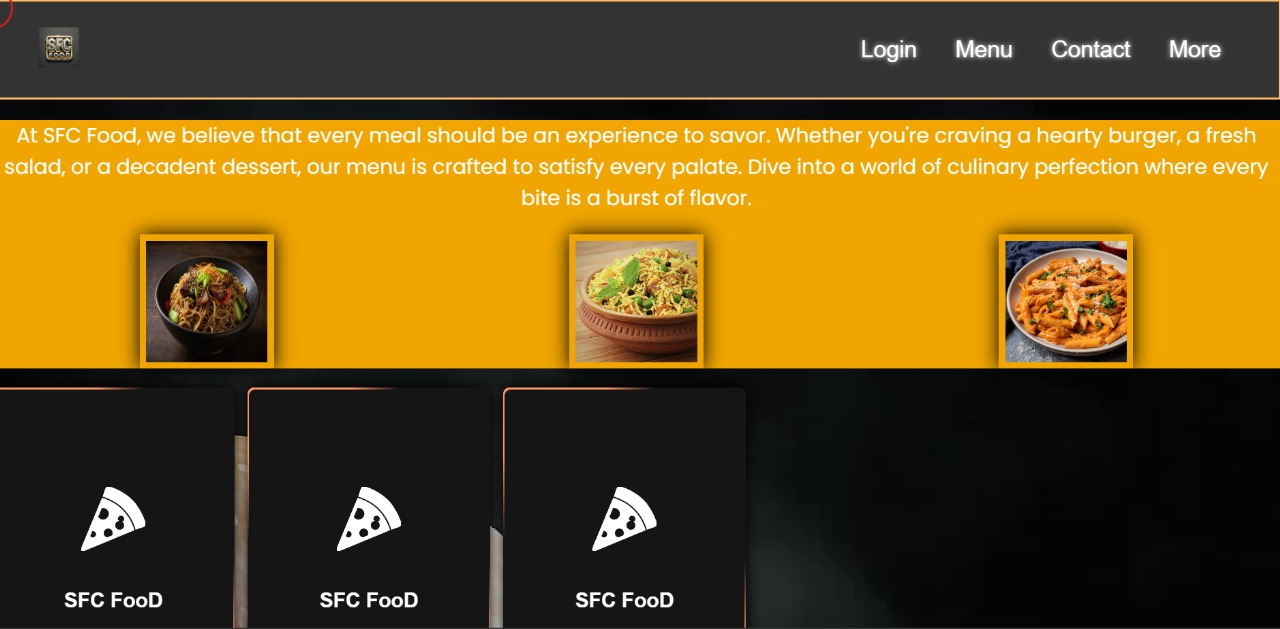 SFC
FOOD
Login Menu Contact More
At SFC Food, we believe that every meal should be an experience to savor. Whether you're craving a hearty burger, a fresh
salad, or a decadent dessert, our menu is crafted to satisfy every palate. Dive into a world of culinary perfection where every
bite is a burst of flavor.
SFC FooD SFC FooD SFC FooD